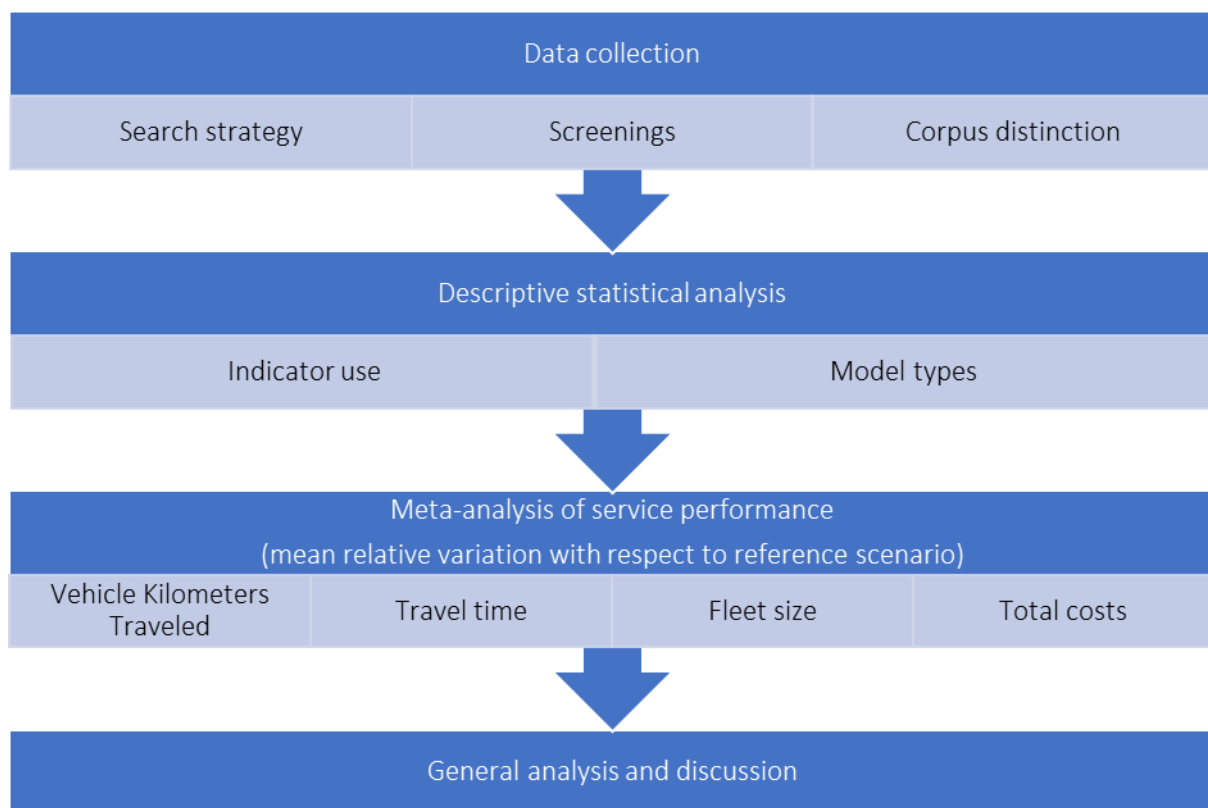 Data collection
Search strategy
Screenings
Corpus distinction
Descriptive statistical analysis
Indicator use
Model types
Meta-analysis of service performance
(mean relative variation with respect to reference scenario)
Vehicle Kilometers
Traveled
Travel time
Fleet size
Total costs
General analysis and discussion